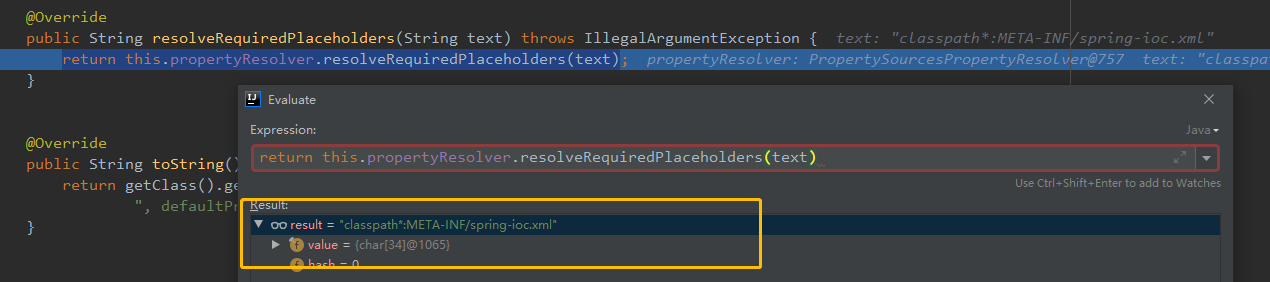 @Override
public String resolveRequiredPlaceholders(String text) throws IllegalArgumentException { text: "classpath*:META-INF/spring-ioc.xml"
return this.propertyResolver.resolveRequiredPlaceholders(text); propertyResolver: PropertySourcesPropertyResolver@757 text: "classpa
}
Evaluate
Expression:
Java
@Override
return this.propertyResolver.resolveRequiredPlaceholders(text)
public String toString()
Use Ctrl+Shift+Enter to add to Watches
return getClass().ge
Result:
", defaultPr
result = "classpath*:META-INF/spring-ioc.xml"
}
f value = {char[34]@1065}
f hash = 0